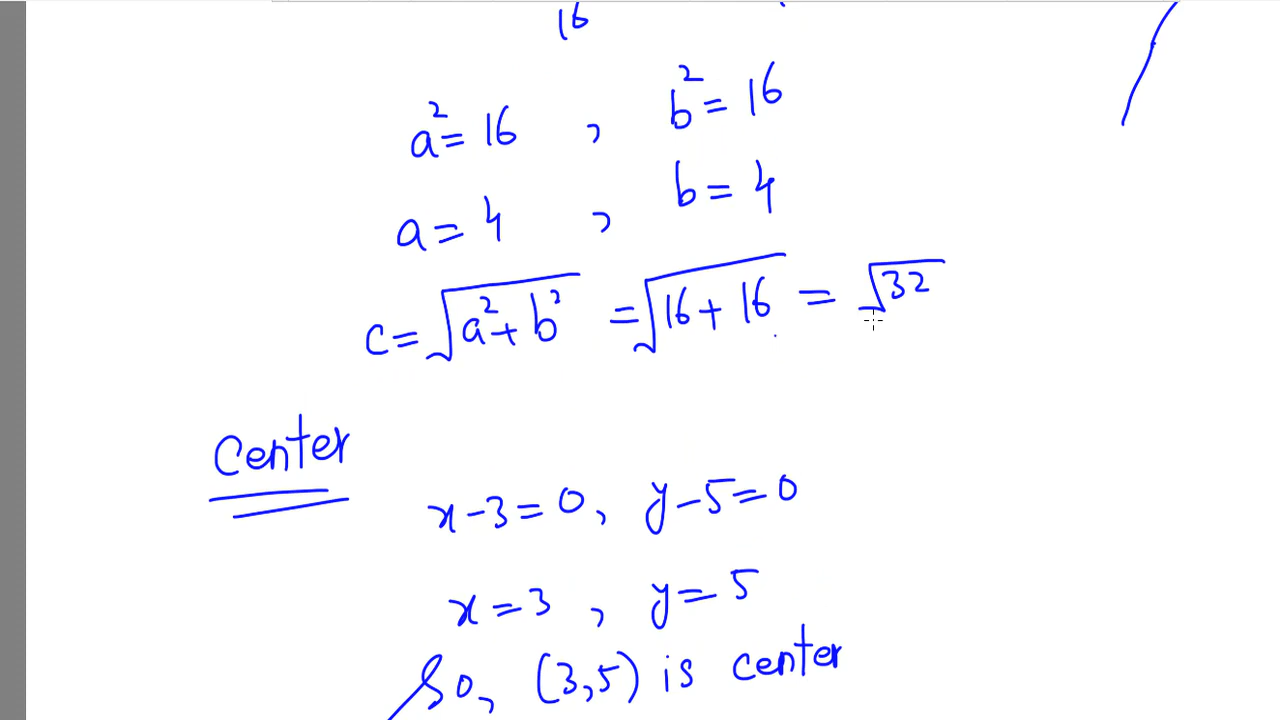 16
a² = 16 , b² = 16
a = 4 , b = 4
c = √(a² + b²) = √(16 + 16) = √32
Center
x - 3 = 0, y - 5 = 0
x = 3 , y = 5
So, (3,5) is center